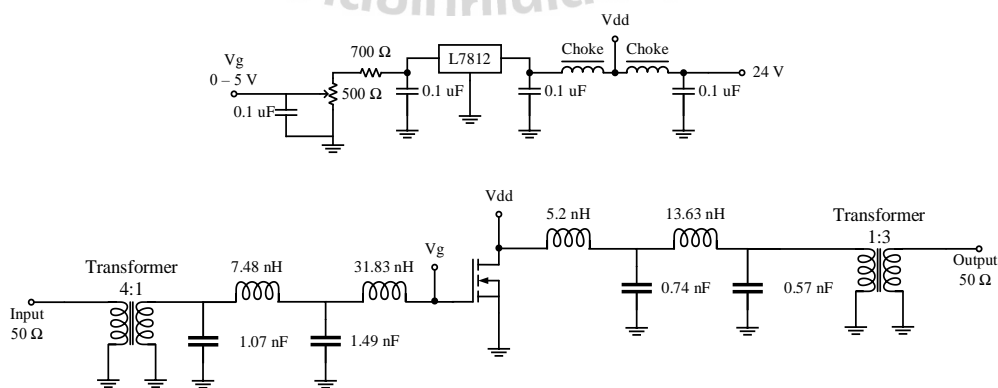 Vdd
Choke
Choke
700 Ω
L7812
Vg
0 – 5 V
24 V
500 Ω
0.1 uF
0.1 uF
0.1 uF
0.1 uF
Vdd
5.2 nH
13.63 nH
Transformer
1:3
Vg
Transformer
4:1
7.48 nH
31.83 nH
Output
50 Ω
0.74 nF
0.57 nF
Input
50 Ω
1.07 nF
1.49 nF